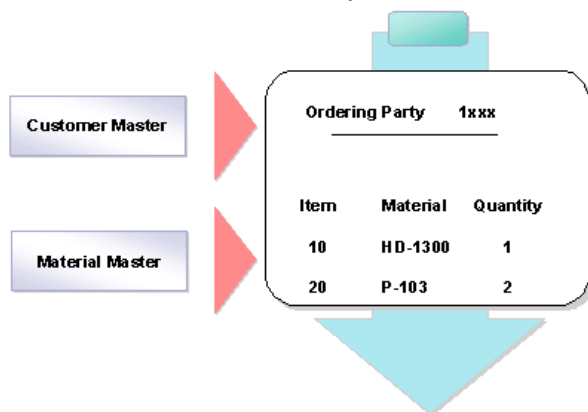 Customer Master
Ordering Party 1xxx
Item Material Quantity
10 HD-1300 1
Material Master
20 P-103 2